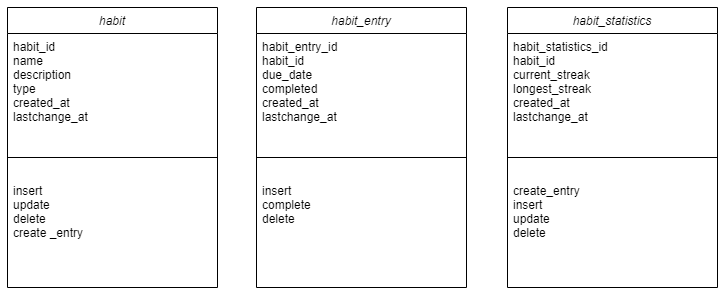 habit
habit_id
name
description
type
created_at
lastchange_at
insert
update
delete
create _entry
habit_entry
habit_entry_id
habit_id
due_date
completed
created_at
lastchange_at
insert
complete
delete
habit_statistics
habit_statistics_id
habit_id
current_streak
longest_streak
created_at
lastchange_at
create_entry
insert
update
delete